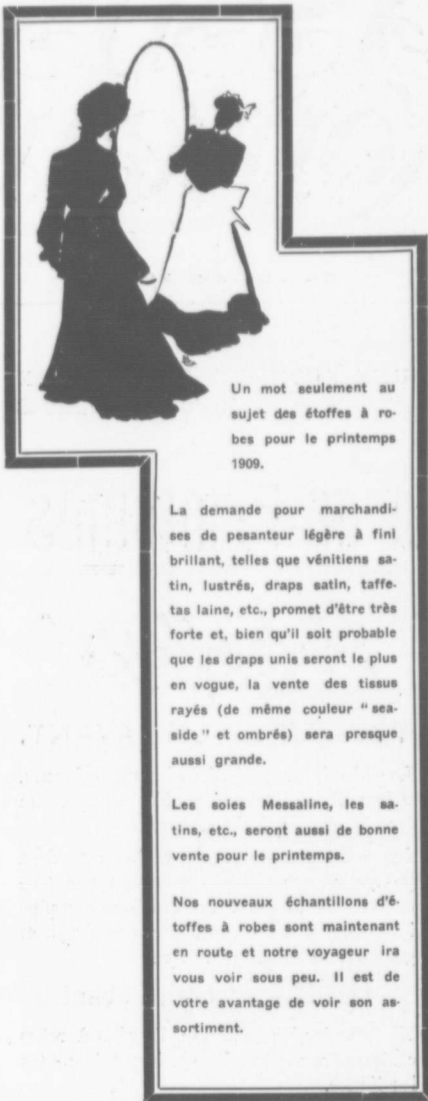 Un mot seulement au
sujet des étoffes à ro-
bes pour le printemps
1909.
La demande pour marchandi-
ses de pesanteur légère à fini
brillant, telles que vénitiens sa-
tin, lustrés, draps satin, taffe-
tas laine, etc., promet d'être très
forte et, bien qu'il soit probable
que les draps unis seront le plus
en vogue, la vente des tissus
rayés (de même couleur "sea-
side" et ombrés) sera presque
aussi grande.
Les soies Messaline, les sa-
tins, etc., seront aussi de bonne
vente pour le printemps.
Nos nouveaux échantillons d'é-
toffes à robes sont maintenant
en route et notre voyageur ira
vous voir sous peu. Il est de
votre avantage de voir son as-
sortiment.